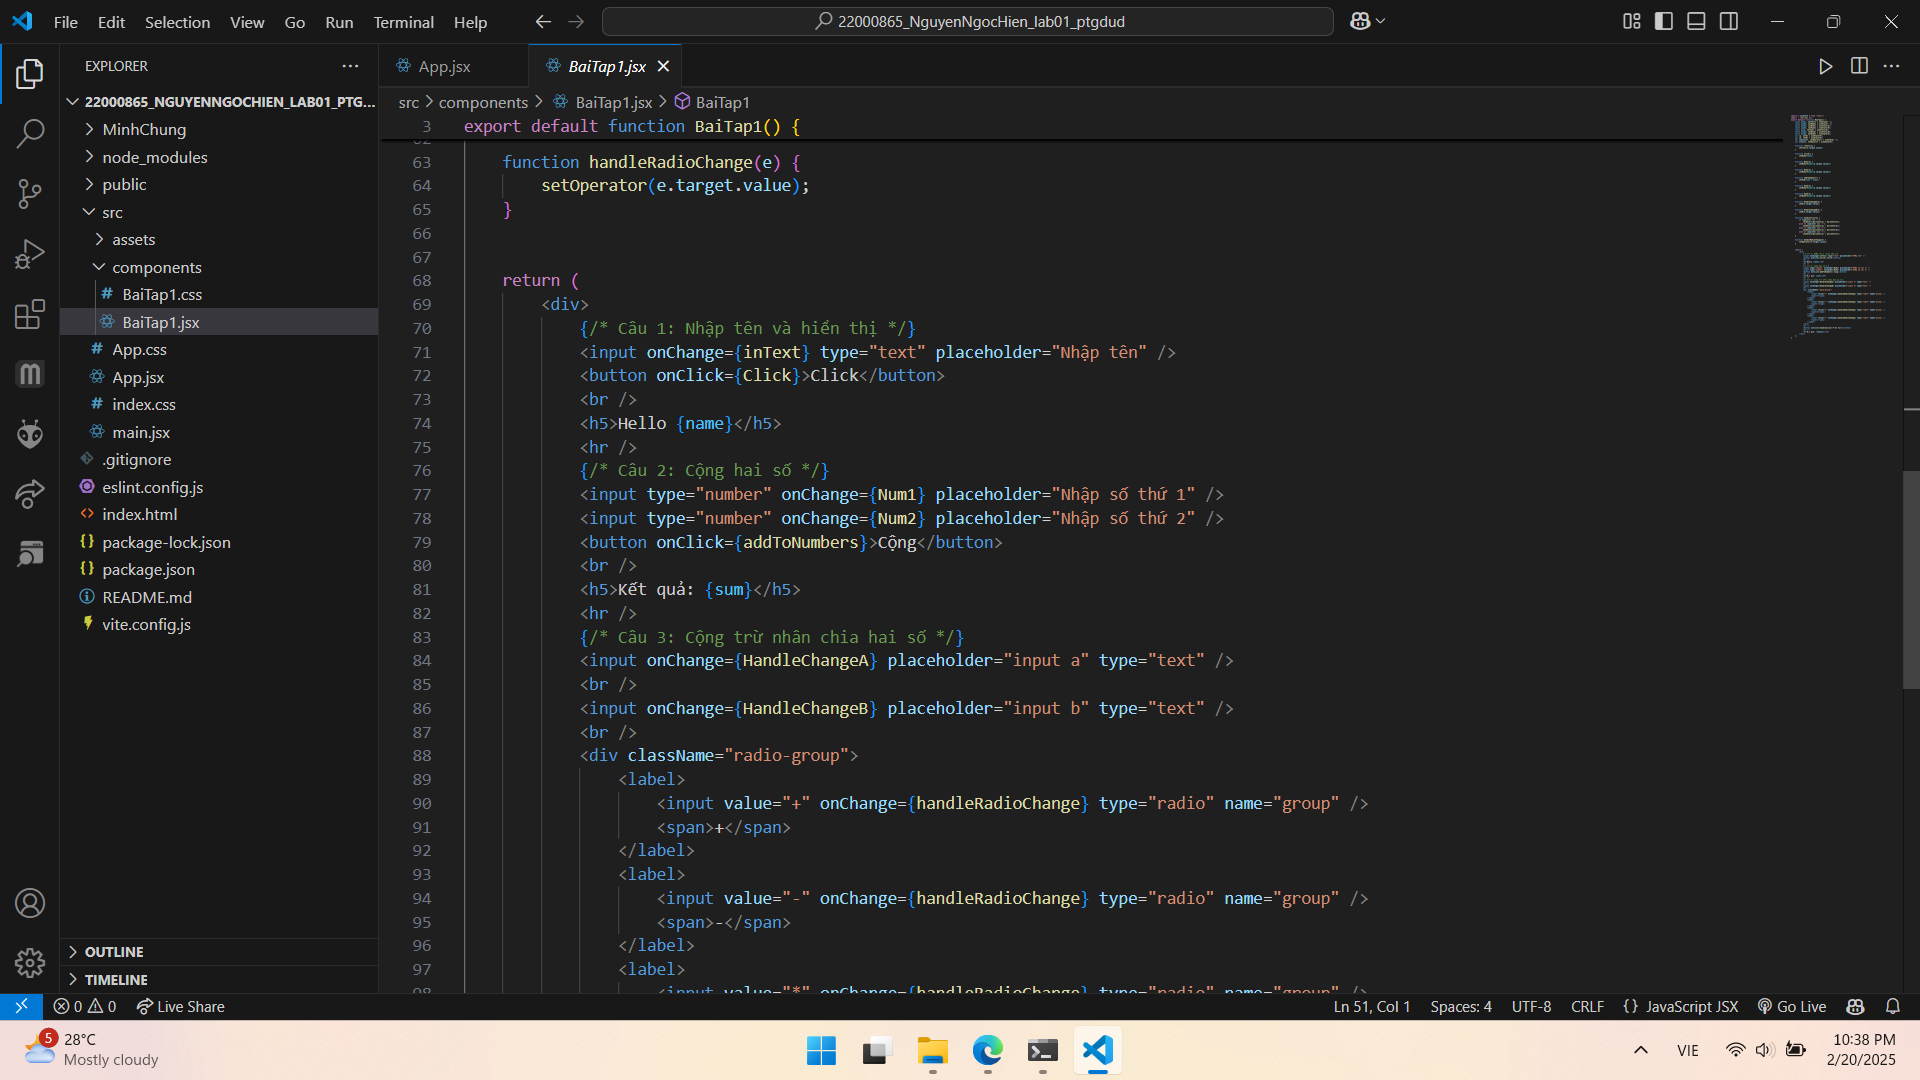 File Edit Selection View Go Run Terminal Help
22000865_NguyenNgocHien_lab01_ptgdud
EXPLORER
22000865_NGUYENNGOCHIEN_LAB01_PTG...
MinhChung
node_modules
public
src
assets
components
# BaiTap1.css
BaiTap1.jsx
# App.css
App.jsx
# index.css
main.jsx
.gitignore
eslint.config.js
index.html
package-lock.json
package.json
README.md
vite.config.js
OUTLINE
TIMELINE
App.jsx
BaiTap1.jsx
src > components > BaiTap1.jsx > BaiTap1
3 export default function BaiTap1() {
63 function handleRadioChange(e) {
64 setOperator(e.target.value);
65 }
66
67
68 return (
69 <div>
70 {/* Câu 1: Nhập tên và hiển thị */}
71 <input onChange={inText} type="text" placeholder="Nhập tên" />
72 <button onClick={Click}>Click</button>
73 <br />
74 <h5>Hello {name}</h5>
75 <hr />
76 {/* Câu 2: Cộng hai số */}
77 <input type="number" onChange={Num1} placeholder="Nhập số thứ 1" />
78 <input type="number" onChange={Num2} placeholder="Nhập số thứ 2" />
79 <button onClick={addToNumbers}>Cộng</button>
80 <br />
81 <h5>Kết quả: {sum}</h5>
82 <hr />
83 {/* Câu 3: Cộng trừ nhân chia hai số */}
84 <input onChange={HandleChangeA} placeholder="input a" type="text" />
85 <br />
86 <input onChange={HandleChangeB} placeholder="input b" type="text" />
87 <br />
88 <div className="radio-group">
89 <label>
90 <input value="+" onChange={handleRadioChange} type="radio" name="group" />
91 <span>+</span>
92 </label>
93 <label>
94 <input value="-" onChange={handleRadioChange} type="radio" name="group" />
95 <span>-</span>
96 </label>
97 <label>
98 <input value="*" onChange={handleRadioChange} type="radio" name="group" />
0 0 Live Share
Ln 51, Col 1 Spaces: 4 UTF-8 CRLF {} JavaScript JSX Go Live
5 28°C
Mostly cloudy
VIE
10:38 PM
2/20/2025